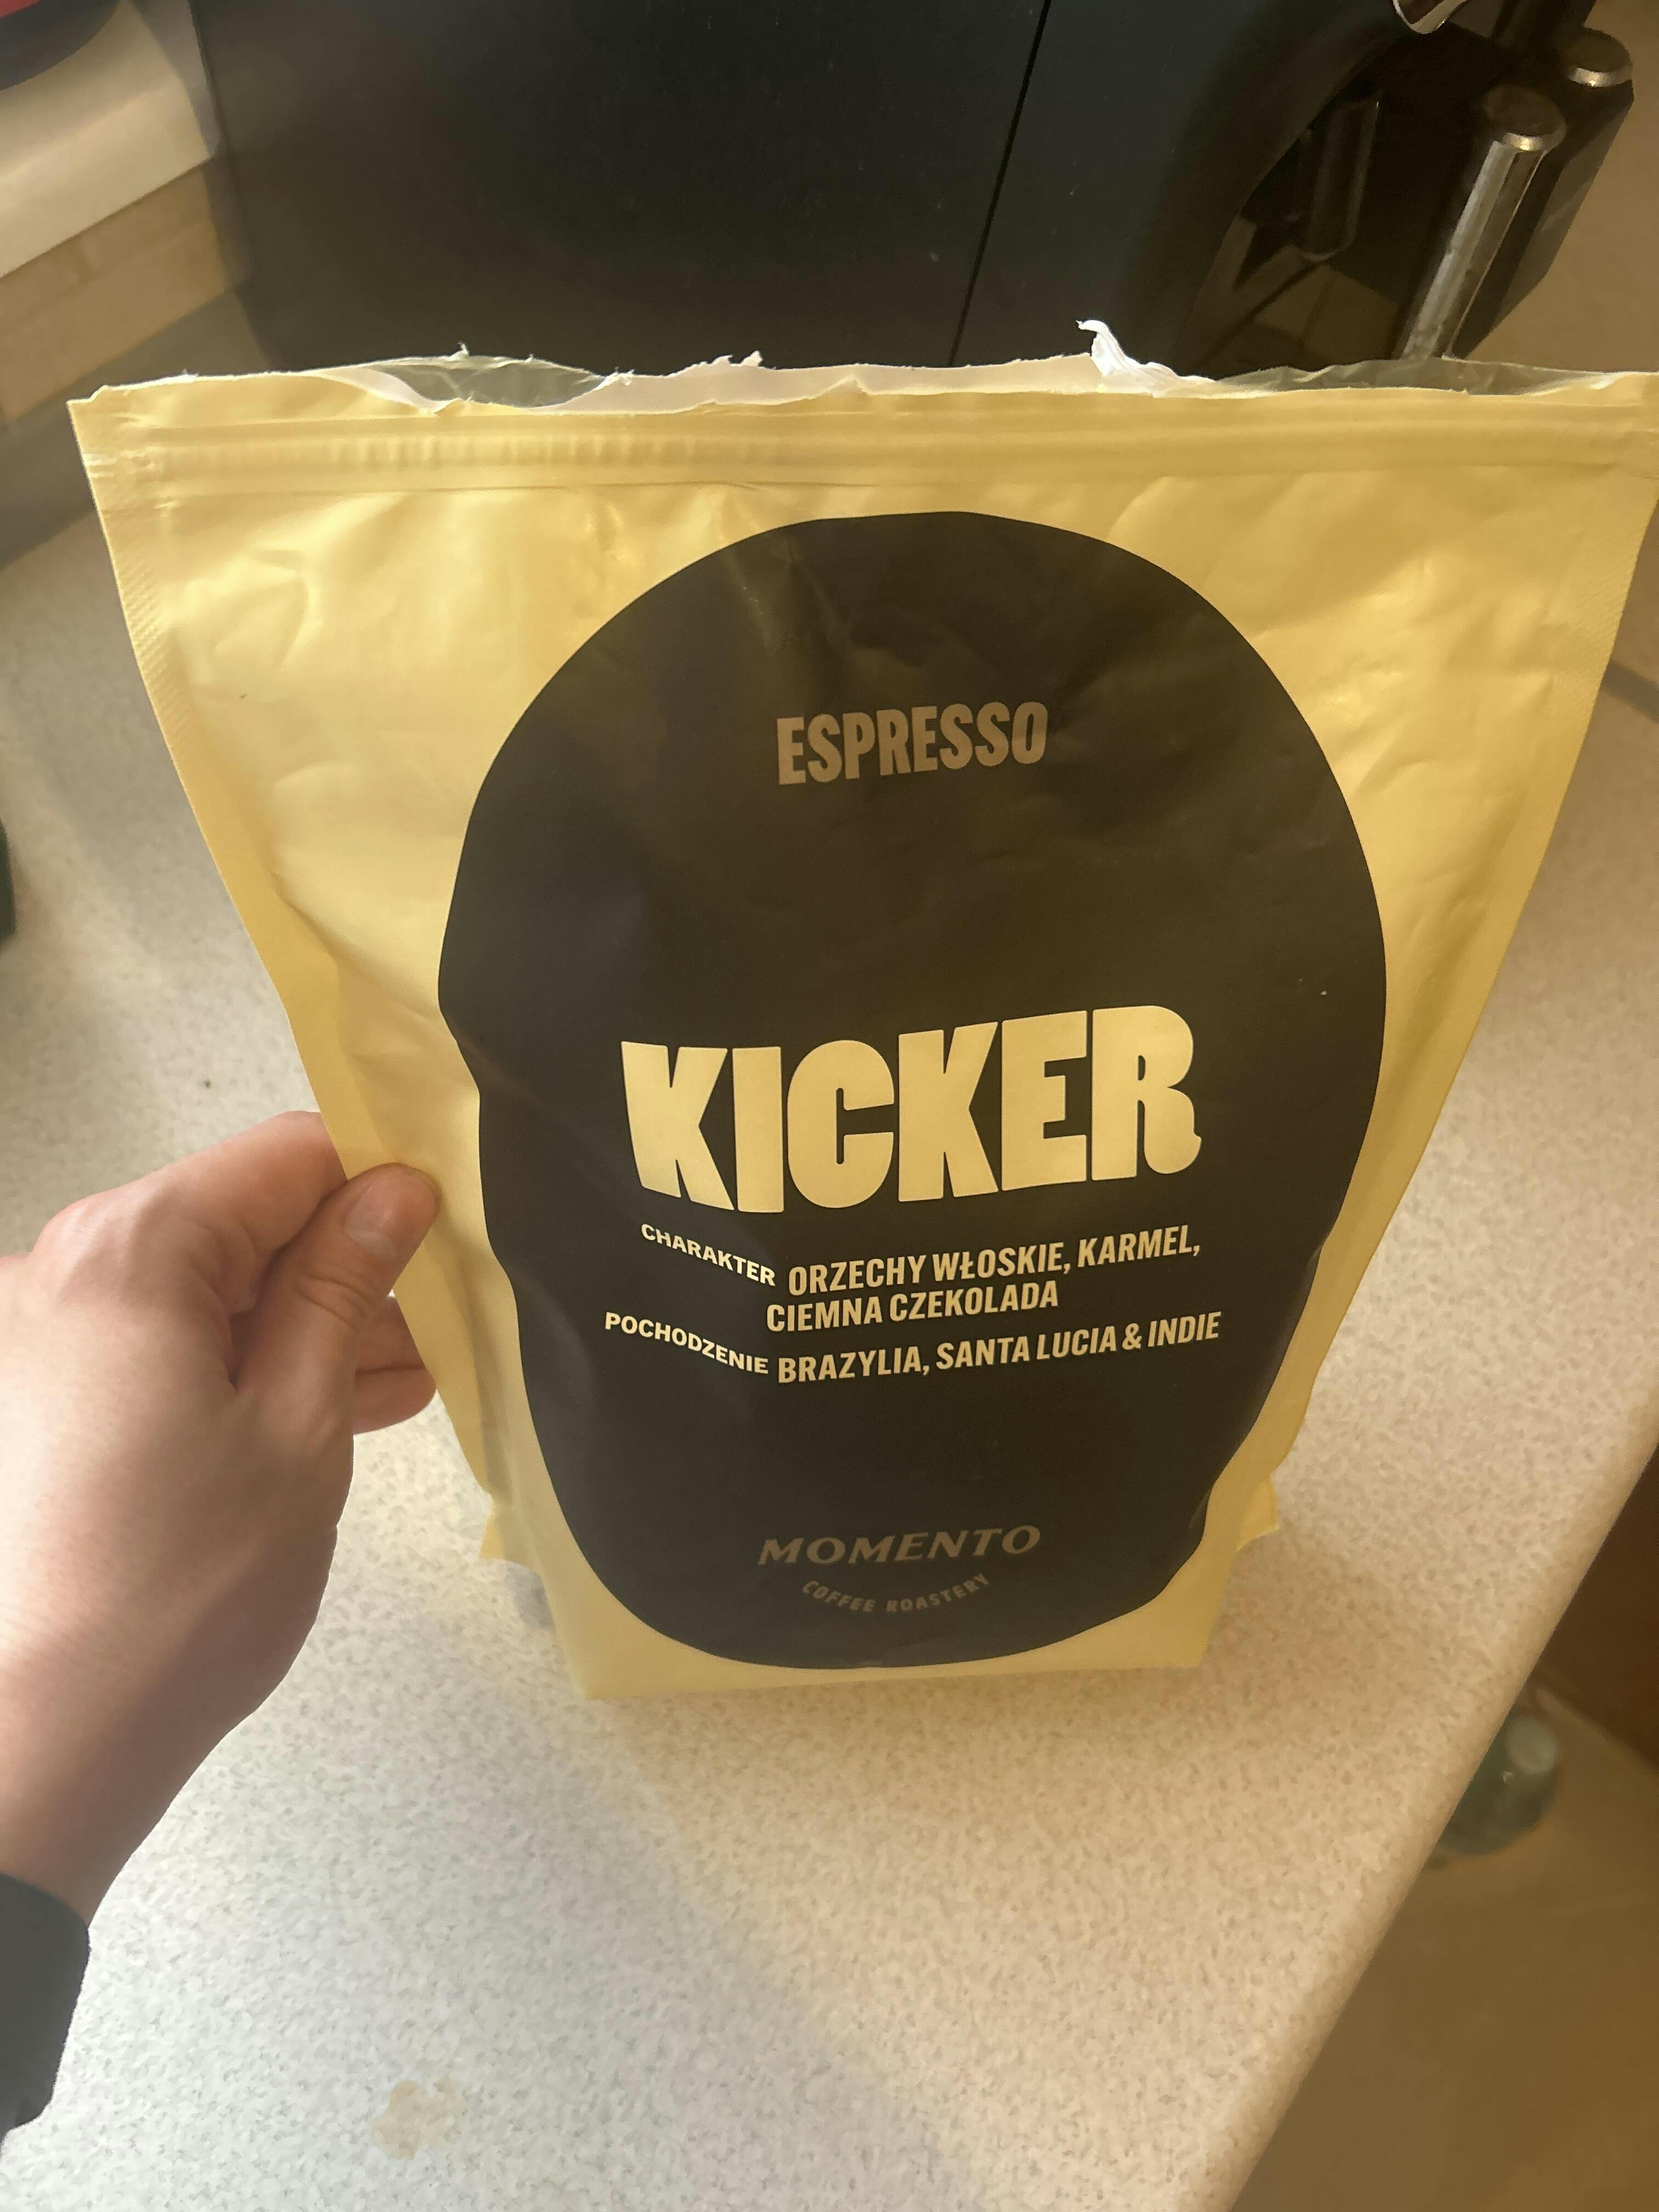 ESPRESSO
KICKER
CHARAKTER ORZECHY WŁOSKIE, KARMEL,
CIEMNA CZEKOLADA
POCHODZENIE BRAZYLIA, SANTA LUCIA & INDIE
MOMENTO
COFFEE ROASTERY